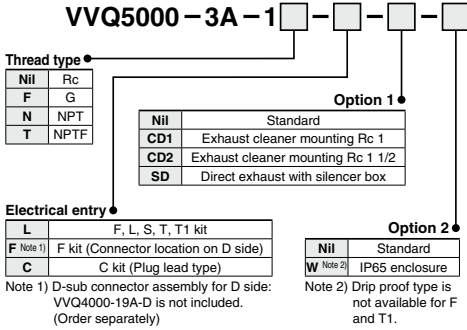 VVQ5000-3A-1□-□-□-□
Thread type
Nil Rc
F G
N NPT
T NPTF
Option 1
Nil Standard
CD1 Exhaust cleaner mounting Rc 1
CD2 Exhaust cleaner mounting Rc 1 1/2
SD Direct exhaust with silencer box
Electrical entry
L F, L, S, T, T1 kit
F Note 1) F kit (Connector location on D side)
C C kit (Plug lead type)
Note 1) D-sub connector assembly for D side:
VVQ4000-19A-D is not included.
(Order separately)
Option 2
Nil Standard
W Note 2) IP65 enclosure
Note 2) Drip proof type is
not available for F
and T1.